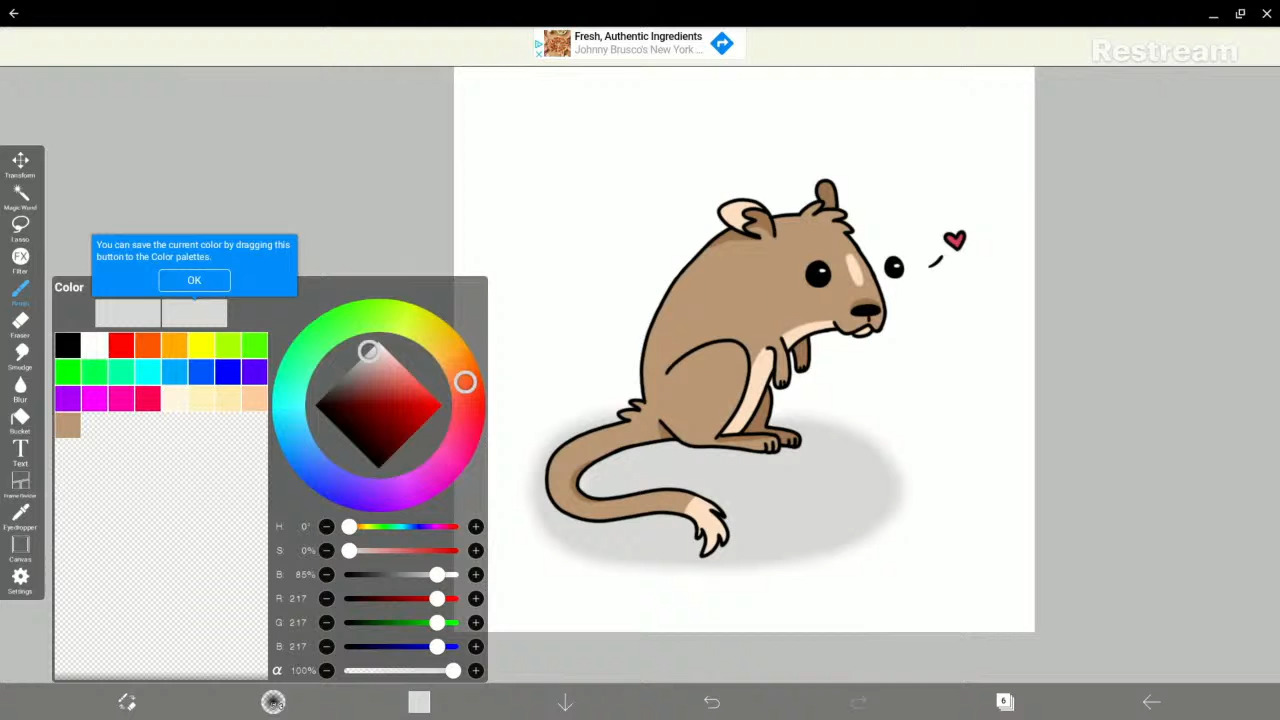 Fresh, Authentic Ingredients
Johnny Brusco's New York ...
Restream
Transform
Magic Wand
Lasso
FX
Filter
Eraser
Smudge
Blur
Bucket
T
Text
Frame Divider
Eyedropper
Canvas
Settings
You can save the current color by dragging this
button to the Color palettes.
OK
Color
H: 0°
S: 0%
B: 85%
R: 217
G: 217
B: 217
α: 100%
6